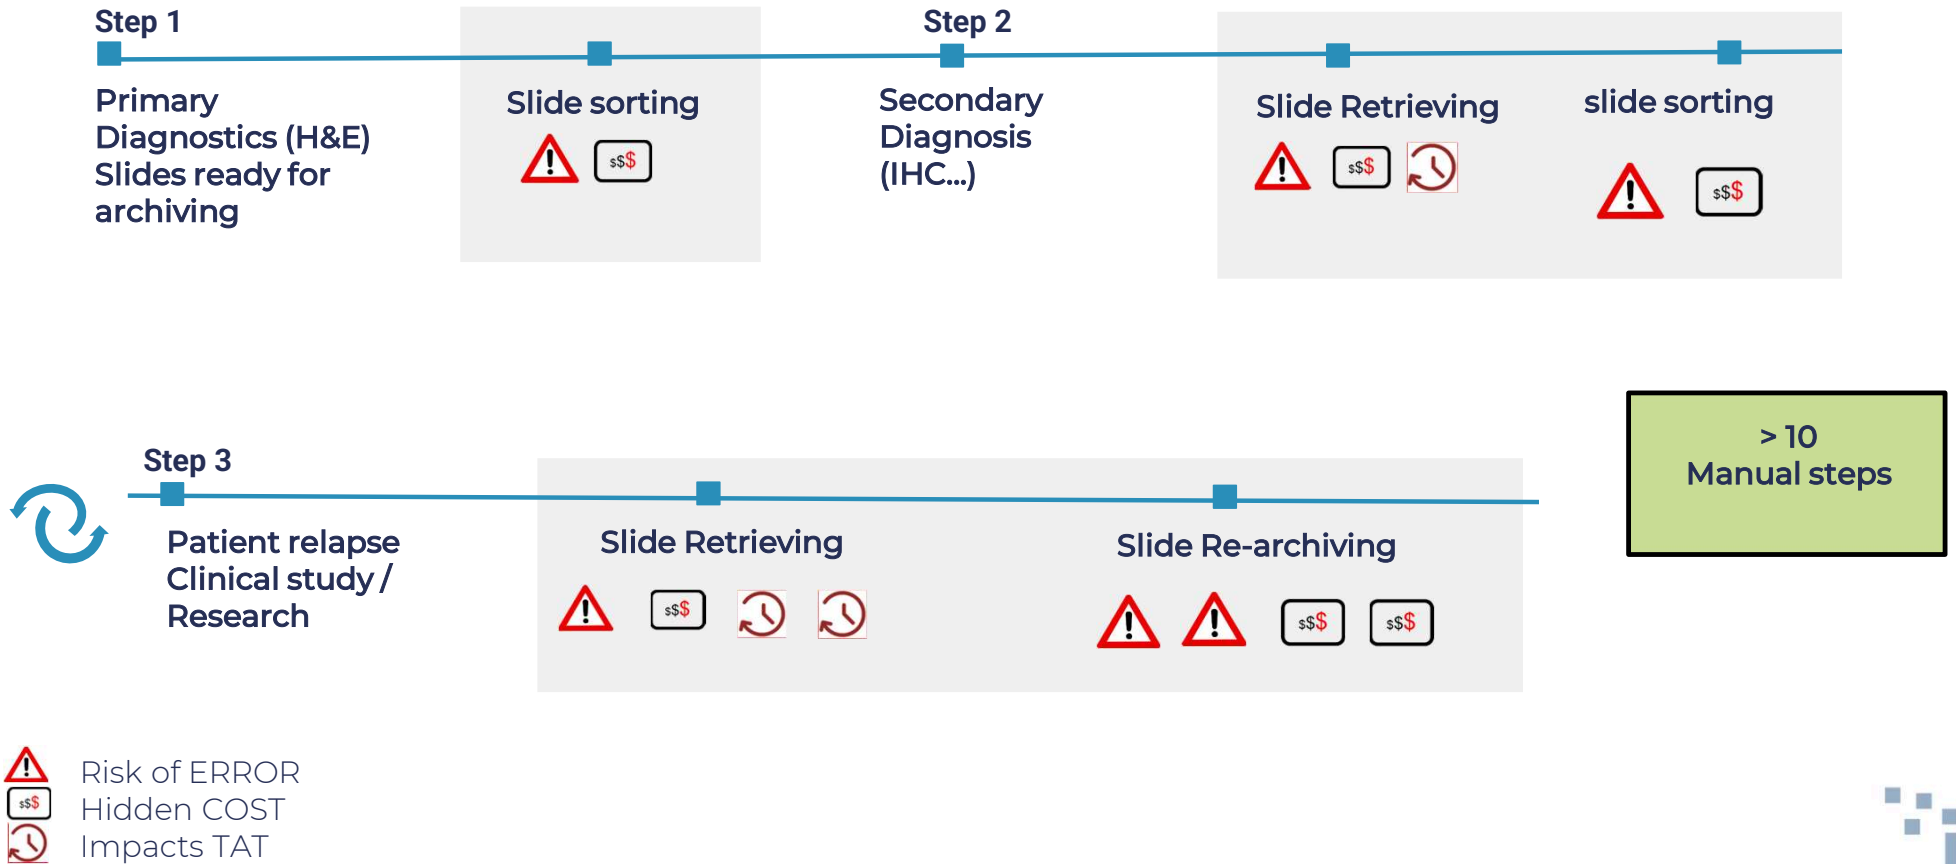 Step 1
Primary
Diagnostics (H&E)
Slides ready for
archiving
Slide sorting
$$$
Step 2
Secondary
Diagnosis
(IHC...)
Slide Retrieving
$$$
slide sorting
$$$
Step 3
Patient relapse
Clinical study /
Research
Slide Retrieving
$$$
Slide Re-archiving
$$$ $$$
> 10
Manual steps
Risk of ERROR
$$$ Hidden COST
Impacts TAT